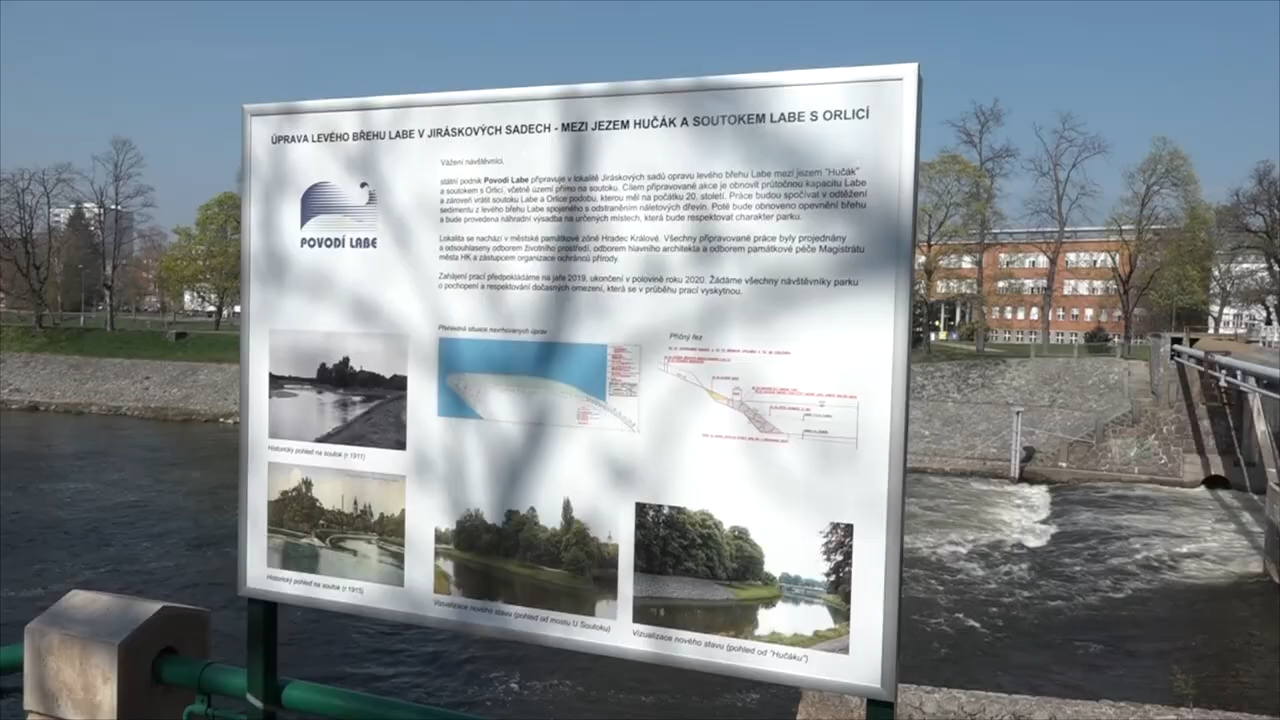 ÚPRAVA LEVÉHO BŘEHU LABE V JIRÁSKOVÝCH SADECH - MEZI JEZEM HUČÁK A SOUTOKEM LABE S ORLICÍ
POVODÍ LABE
Vážení návštěvníci,
státní podnik Povodí Labe připravuje v lokalitě Jiráskových sadů opravu levého břehu Labe mezi jezem "Hučák"
a soutokem s Orlicí, včetně území přímo na soutoku. Cílem připravované akce je obnovit průtočnou kapacitu Labe
a zároveň vrátit soutoku Labe a Orlice podobu, kterou měl na počátku 20. století. Práce budou spočívat v odtěžení
sedimentu z levého břehu Labe spojeného s odstraněním náletových dřevin. Poté bude obnoveno opevnění břehu
a bude provedena náhradní výsadba na určených místech, která bude respektovat charakter parku.
Lokalita se nachází v městské památkové zóně Hradec Králové. Všechny připravované práce byly projednány
a odsouhlaseny odborem životního prostředí, odborem hlavního architekta a odborem památkové péče Magistrátu
města HK a zástupcem organizace ochránců přírody.
Zahájení prací předpokládáme na jaře 2019, ukončení v polovině roku 2020. Žádáme všechny návštěvníky parku
o pochopení a respektování dočasných omezení, která se v průběhu prací vyskytnou.
Přehledná situace navrhovaných úprav
Příčný řez
Historický pohled na soutok (r.1911)
Historický pohled na soutok (r.1915)
Vizualizace nového stavu (pohled od mostu U Soutoku)
Vizualizace nového stavu (pohled od "Hučáku")